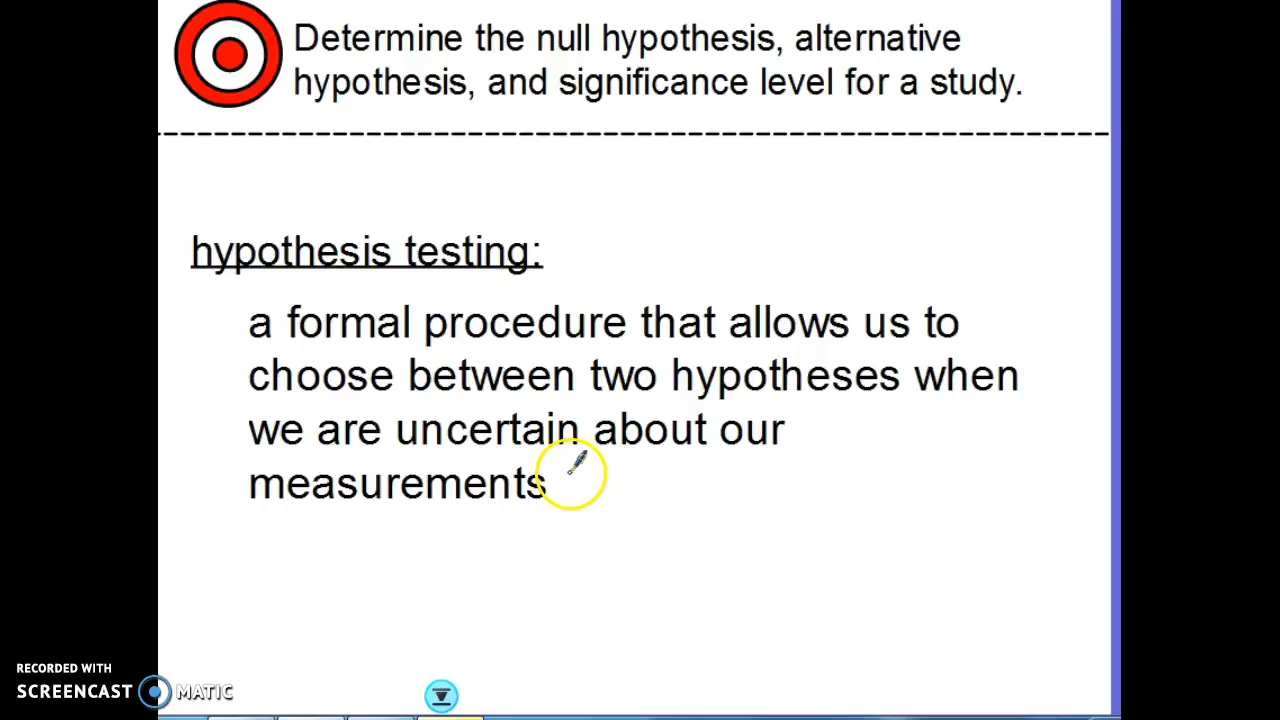 Determine the null hypothesis, alternative
hypothesis, and significance level for a study.
hypothesis testing:
a formal procedure that allows us to
choose between two hypotheses when
we are uncertain about our
measurements
RECORDED WITH
SCREENCAST MATIC